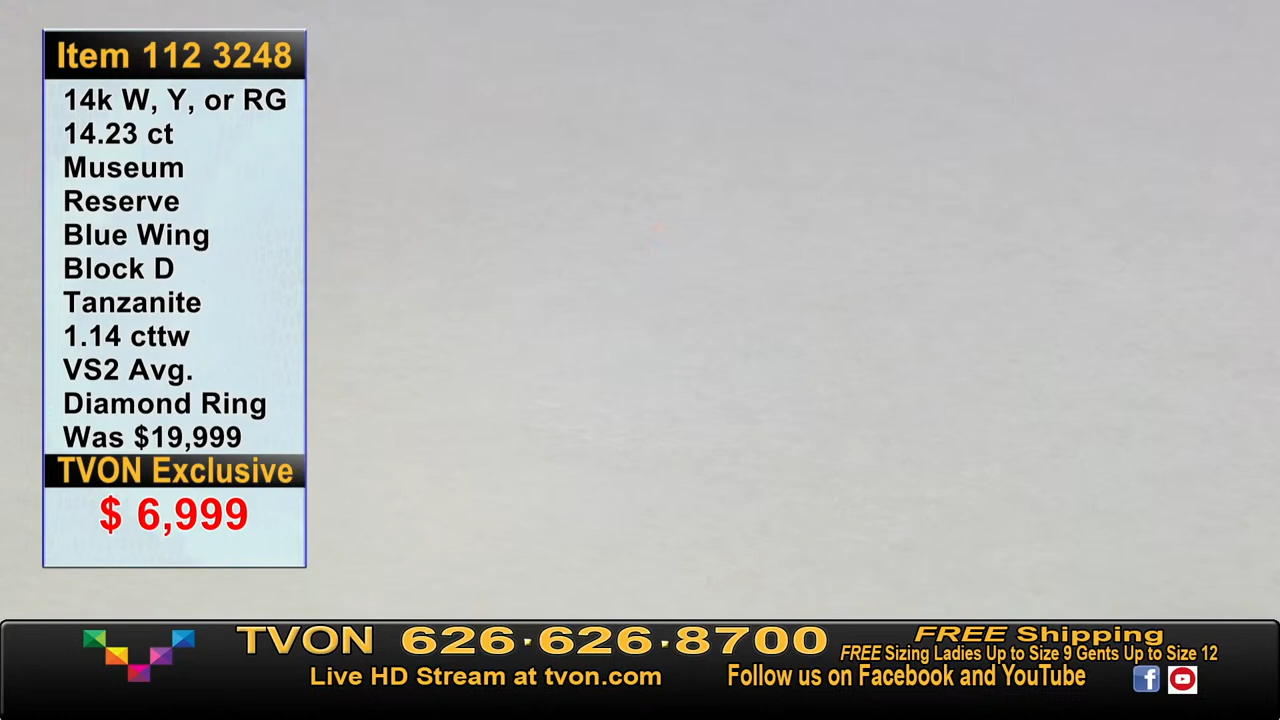 Item 112 3248
14k W, Y, or RG
14.23 ct
Museum
Reserve
Blue Wing
Block D
Tanzanite
1.14 cttw
VS2 Avg.
Diamond Ring
Was $19,999
TVON Exclusive
$ 6,999
TVON 626·626·8700
FREE Shipping
FREE Sizing Ladies Up to Size 9 Gents Up to Size 12
Live HD Stream at tvon.com
Follow us on Facebook and YouTube